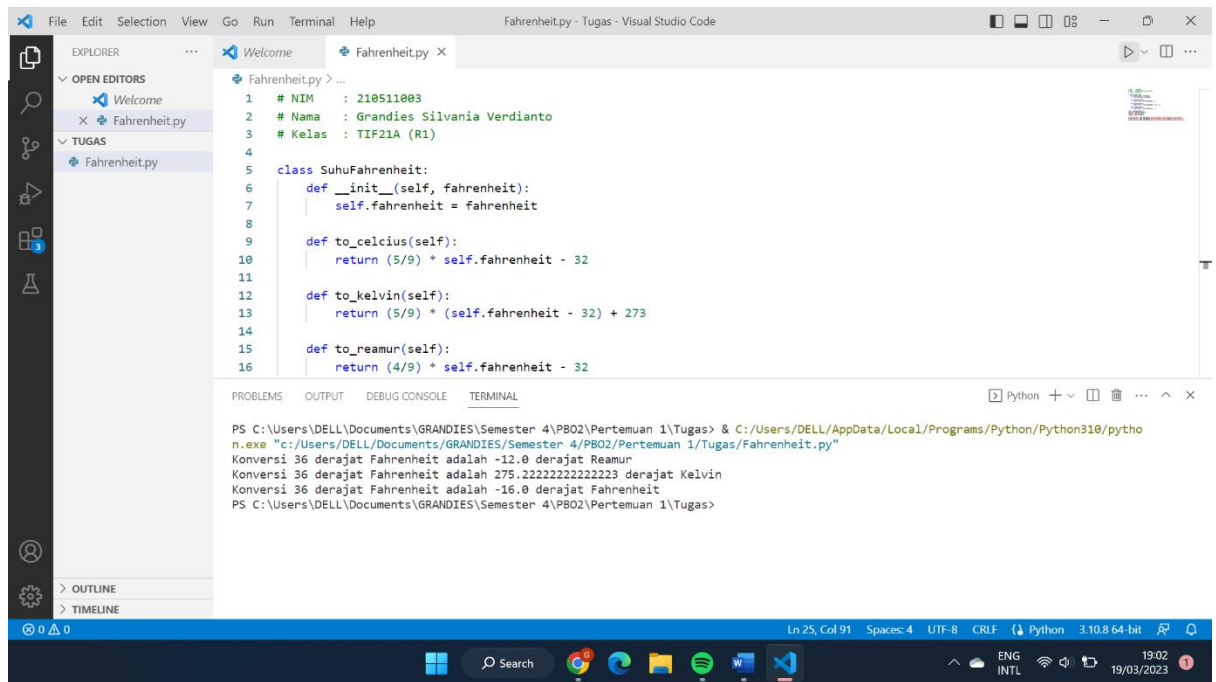 File Edit Selection View Go Run Terminal Help Fahrenheit.py - Tugas - Visual Studio Code
EXPLORER
OPEN EDITORS
Welcome
Fahrenheit.py
TUGAS
Fahrenheit.py
OUTLINE
TIMELINE
3
Welcome Fahrenheit.py
Fahrenheit.py > ...
1 # NIM : 210511003
2 # Nama : Grandies Silvania Verdianto
3 # Kelas : TIF21A (R1)
4
5 class SuhuFahrenheit:
6 def __init__(self, fahrenheit):
7 self.fahrenheit = fahrenheit
8
9 def to_celcius(self):
10 return (5/9) * self.fahrenheit - 32
11
12 def to_kelvin(self):
13 return (5/9) * (self.fahrenheit - 32) + 273
14
15 def to_reamur(self):
16 return (4/9) * self.fahrenheit - 32
PROBLEMS OUTPUT DEBUG CONSOLE TERMINAL Python
PS C:\Users\DELL\Documents\GRANDIES\Semester 4\PBO2\Pertemuan 1\Tugas> & C:/Users/DELL/AppData/Local/Programs/Python/Python310/pytho
n.exe "c:/Users/DELL/Documents/GRANDIES/Semester 4/PBO2/Pertemuan 1/Tugas/Fahrenheit.py"
Konversi 36 derajat Fahrenheit adalah -12.0 derajat Reamur
Konversi 36 derajat Fahrenheit adalah 275.22222222222223 derajat Kelvin
Konversi 36 derajat Fahrenheit adalah -16.0 derajat Fahrenheit
PS C:\Users\DELL\Documents\GRANDIES\Semester 4\PBO2\Pertemuan 1\Tugas>
0 0 Ln 25, Col 91 Spaces: 4 UTF-8 CRLF Python 3.10.8 64-bit
Search
ENG
INTL
19:02
19/03/2023
1